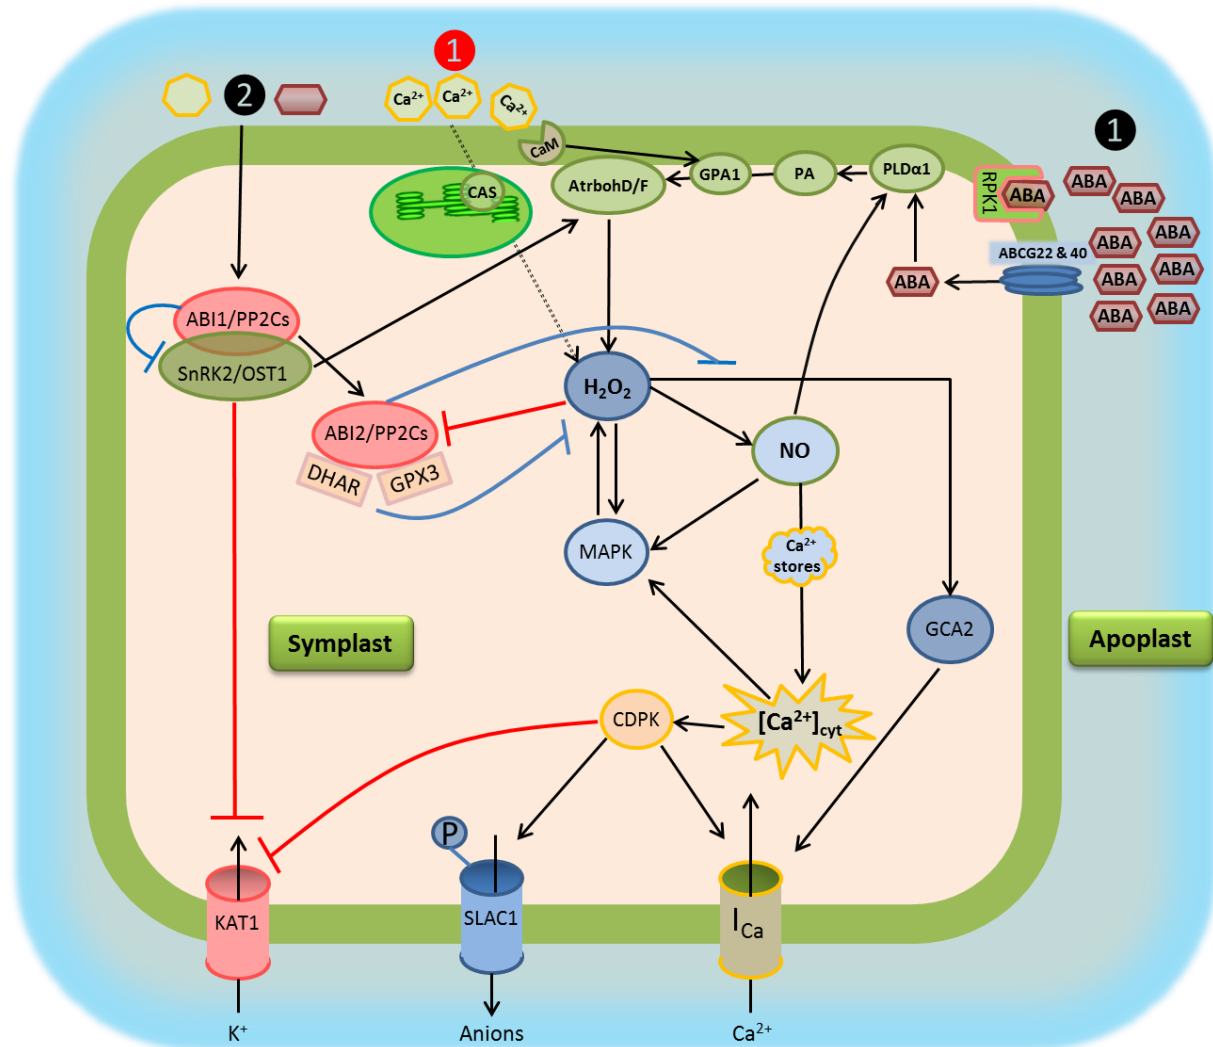 1
2
Ca²⁺
Ca²⁺
Ca²⁺
1
CaM
GPA1
PA
PLDα1
AtrbohD/F
CAS
RPK1
ABA
ABA
ABA
ABCG22 & 40
ABA
ABA
ABA
ABA
ABA
ABA
ABA
ABI1/PP2Cs
SnRK2/OST1
H₂O₂
ABI2/PP2Cs
DHAR
GPX3
NO
MAPK
Ca²⁺
stores
GCA2
Symplast
Apoplast
CDPK
[Ca²⁺]cyt
P
KAT1
SLAC1
ICa
K⁺
Anions
Ca²⁺